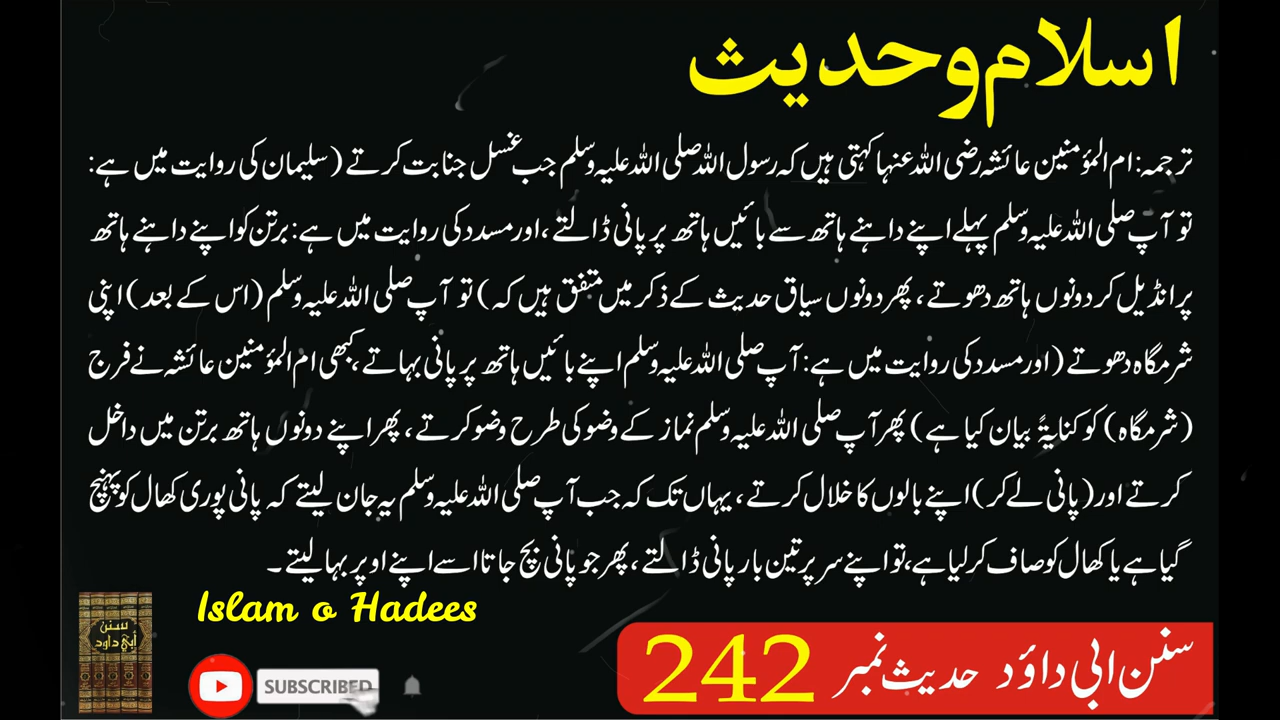 اسلام و حدیث
ترجمہ: ام المؤمنین عائشہ رضی اللہ عنہا کہتی ہیں کہ رسول اللہ صلی اللہ علیہ وسلم جب غسل جنابت کرتے (سلیمان کی روایت میں ہے:
تو آپ صلی اللہ علیہ وسلم پہلے اپنے داہنے ہاتھ سے بائیں ہاتھ پر پانی ڈالتے، اور مسدد کی روایت میں ہے: برتن کو اپنے داہنے ہاتھ
پر انڈیل کر دونوں ہاتھ دھوتے، پھر دونوں سیاق حدیث کے ذکر میں متفق ہیں کہ) تو آپ صلی اللہ علیہ وسلم (اس کے بعد) اپنی
شرمگاہ دھوتے (اور مسدد کی روایت میں ہے: آپ صلی اللہ علیہ وسلم اپنے بائیں ہاتھ پر پانی بہاتے، کبھی ام المؤمنین عائشہ نے فرج
(شرمگاہ) کو کنایۃً بیان کیا ہے) پھر آپ صلی اللہ علیہ وسلم نماز کے وضو کی طرح وضو کرتے، پھر اپنے دونوں ہاتھ برتن میں داخل
کرتے اور (پانی لے کر) اپنے بالوں کا خلال کرتے، یہاں تک کہ جب آپ صلی اللہ علیہ وسلم یہ جان لیتے کہ پانی پوری کھال کو پہنچ
گیا ہے یا کھال کو صاف کر لیا ہے، تو اپنے سر پر تین بار پانی ڈالتے، پھر جو پانی بچ جاتا اسے اپنے اوپر بہا لیتے۔
Islam o Hadees
سنن أبي داود
SUBSCRIBED
سنن ابی داؤد حدیث نمبر 242